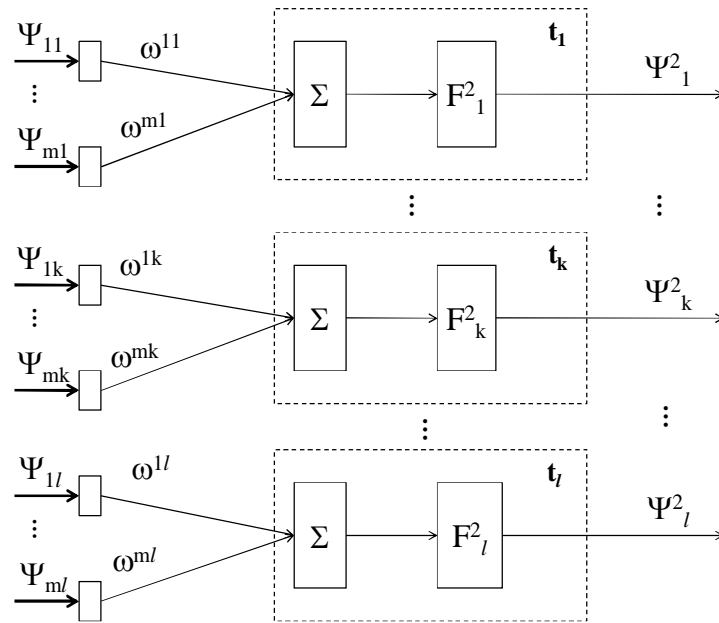 Ψ₁₁ ω¹¹ t₁
Σ F²₁ Ψ²₁
⋮
Ψₘ₁ ωᵐ¹
⋮ ⋮
Ψ₁ₖ ω¹ᵏ tₖ
Σ F²ₖ Ψ²ₖ
⋮
Ψₘₖ ωᵐᵏ
⋮ ⋮
Ψ₁ₗ ω¹ˡ tₗ
Σ F²ₗ Ψ²ₗ
⋮
Ψₘₗ ωᵐˡ